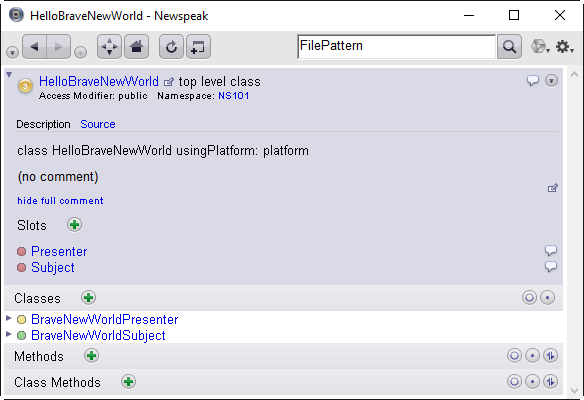 HelloBraveNewWorld - Newspeak
FilePattern
3 HelloBraveNewWorld top level class
Access Modifier: public Namespace: NS101
Description Source
class HelloBraveNewWorld usingPlatform: platform
(no comment)
hide full comment
Slots
Presenter
Subject
Classes
BraveNewWorldPresenter
BraveNewWorldSubject
Methods
Class Methods